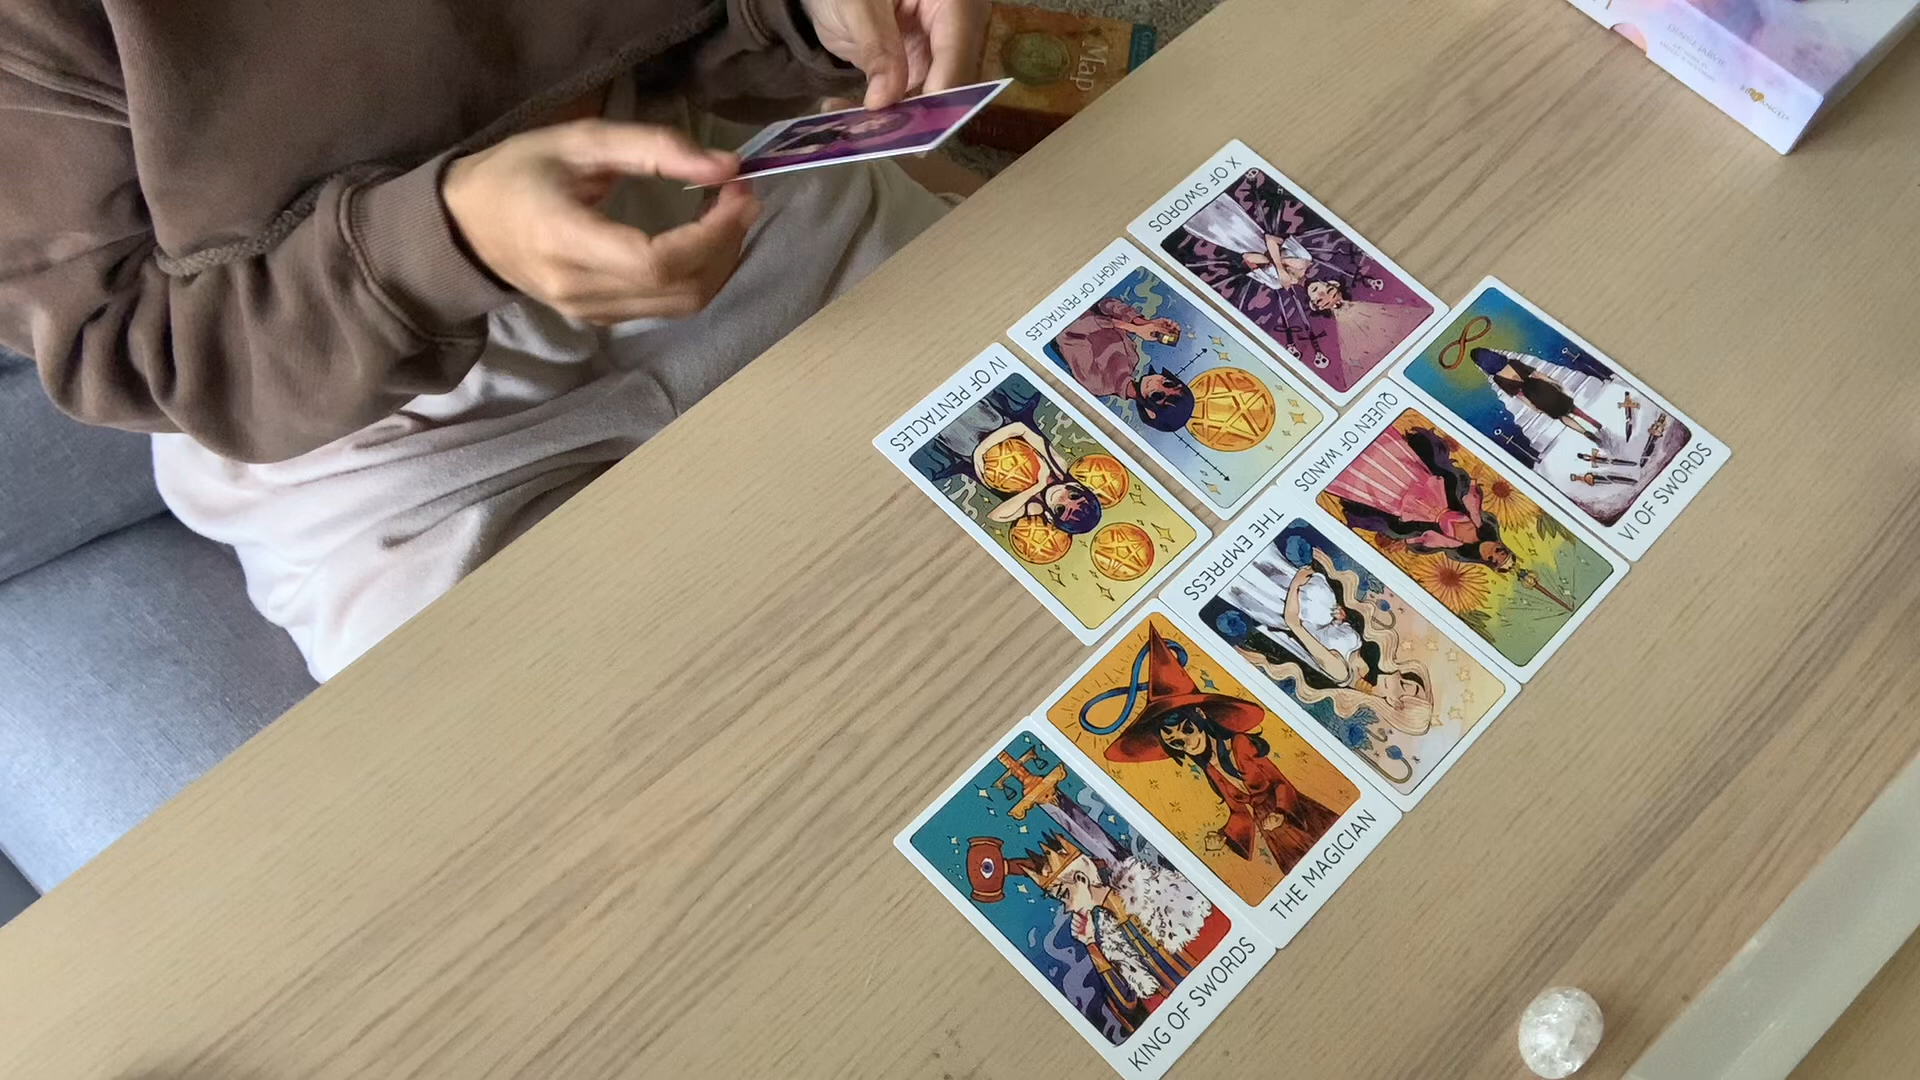 Map
X OF SWORDS
KNIGHT OF PENTACLES
IV OF PENTACLES
VI OF SWORDS
QUEEN OF WANDS
THE EMPRESS
THE MAGICIAN
KING OF SWORDS